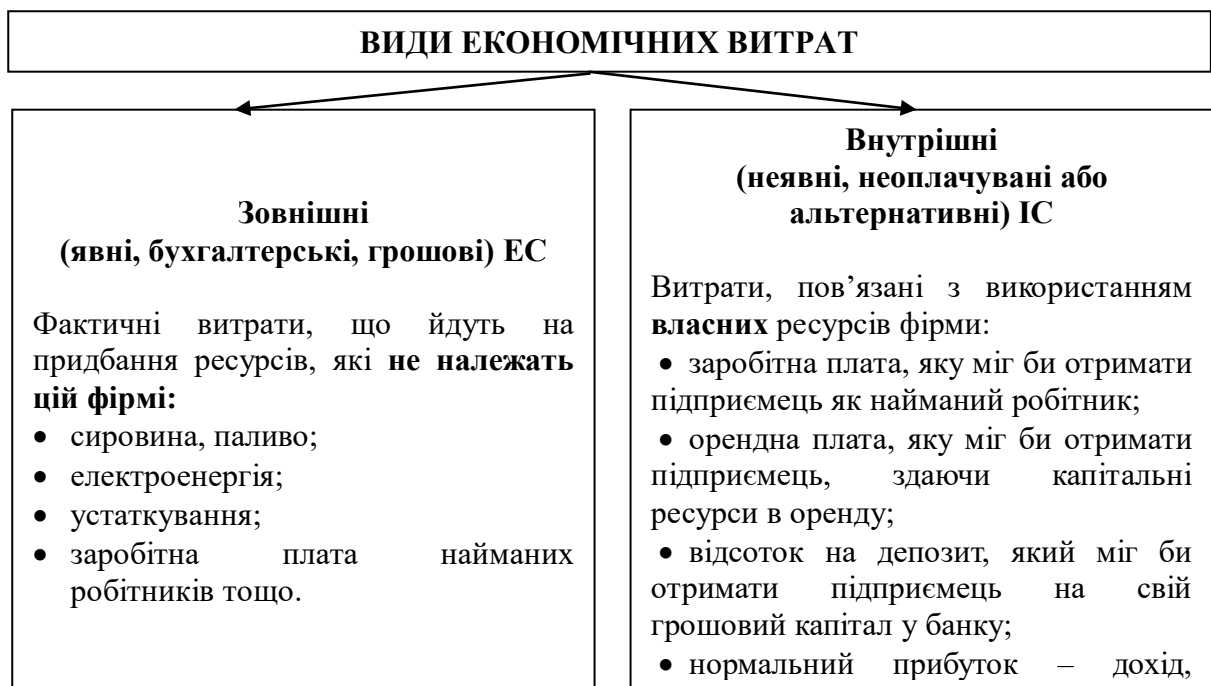 ВИДИ ЕКОНОМІЧНИХ ВИТРАТ
Зовнішні
(явні, бухгалтерські, грошові) ЕС
Фактичні витрати, що йдуть на
придбання ресурсів, які не належать
цій фірмі:
• сировина, паливо;
• електроенергія;
• устаткування;
• заробітна плата найманих
робітників тощо.
Внутрішні
(неявні, неоплачувані або
альтернативні) ІС
Витрати, пов’язані з використанням
власних ресурсів фірми:
• заробітна плата, яку міг би отримати
підприємець як найманий робітник;
• орендна плата, яку міг би отримати
підприємець, здаючи капітальні
ресурси в оренду;
• відсоток на депозит, який міг би
отримати підприємець на свій
грошовий капітал у банку;
• нормальний прибуток – дохід,